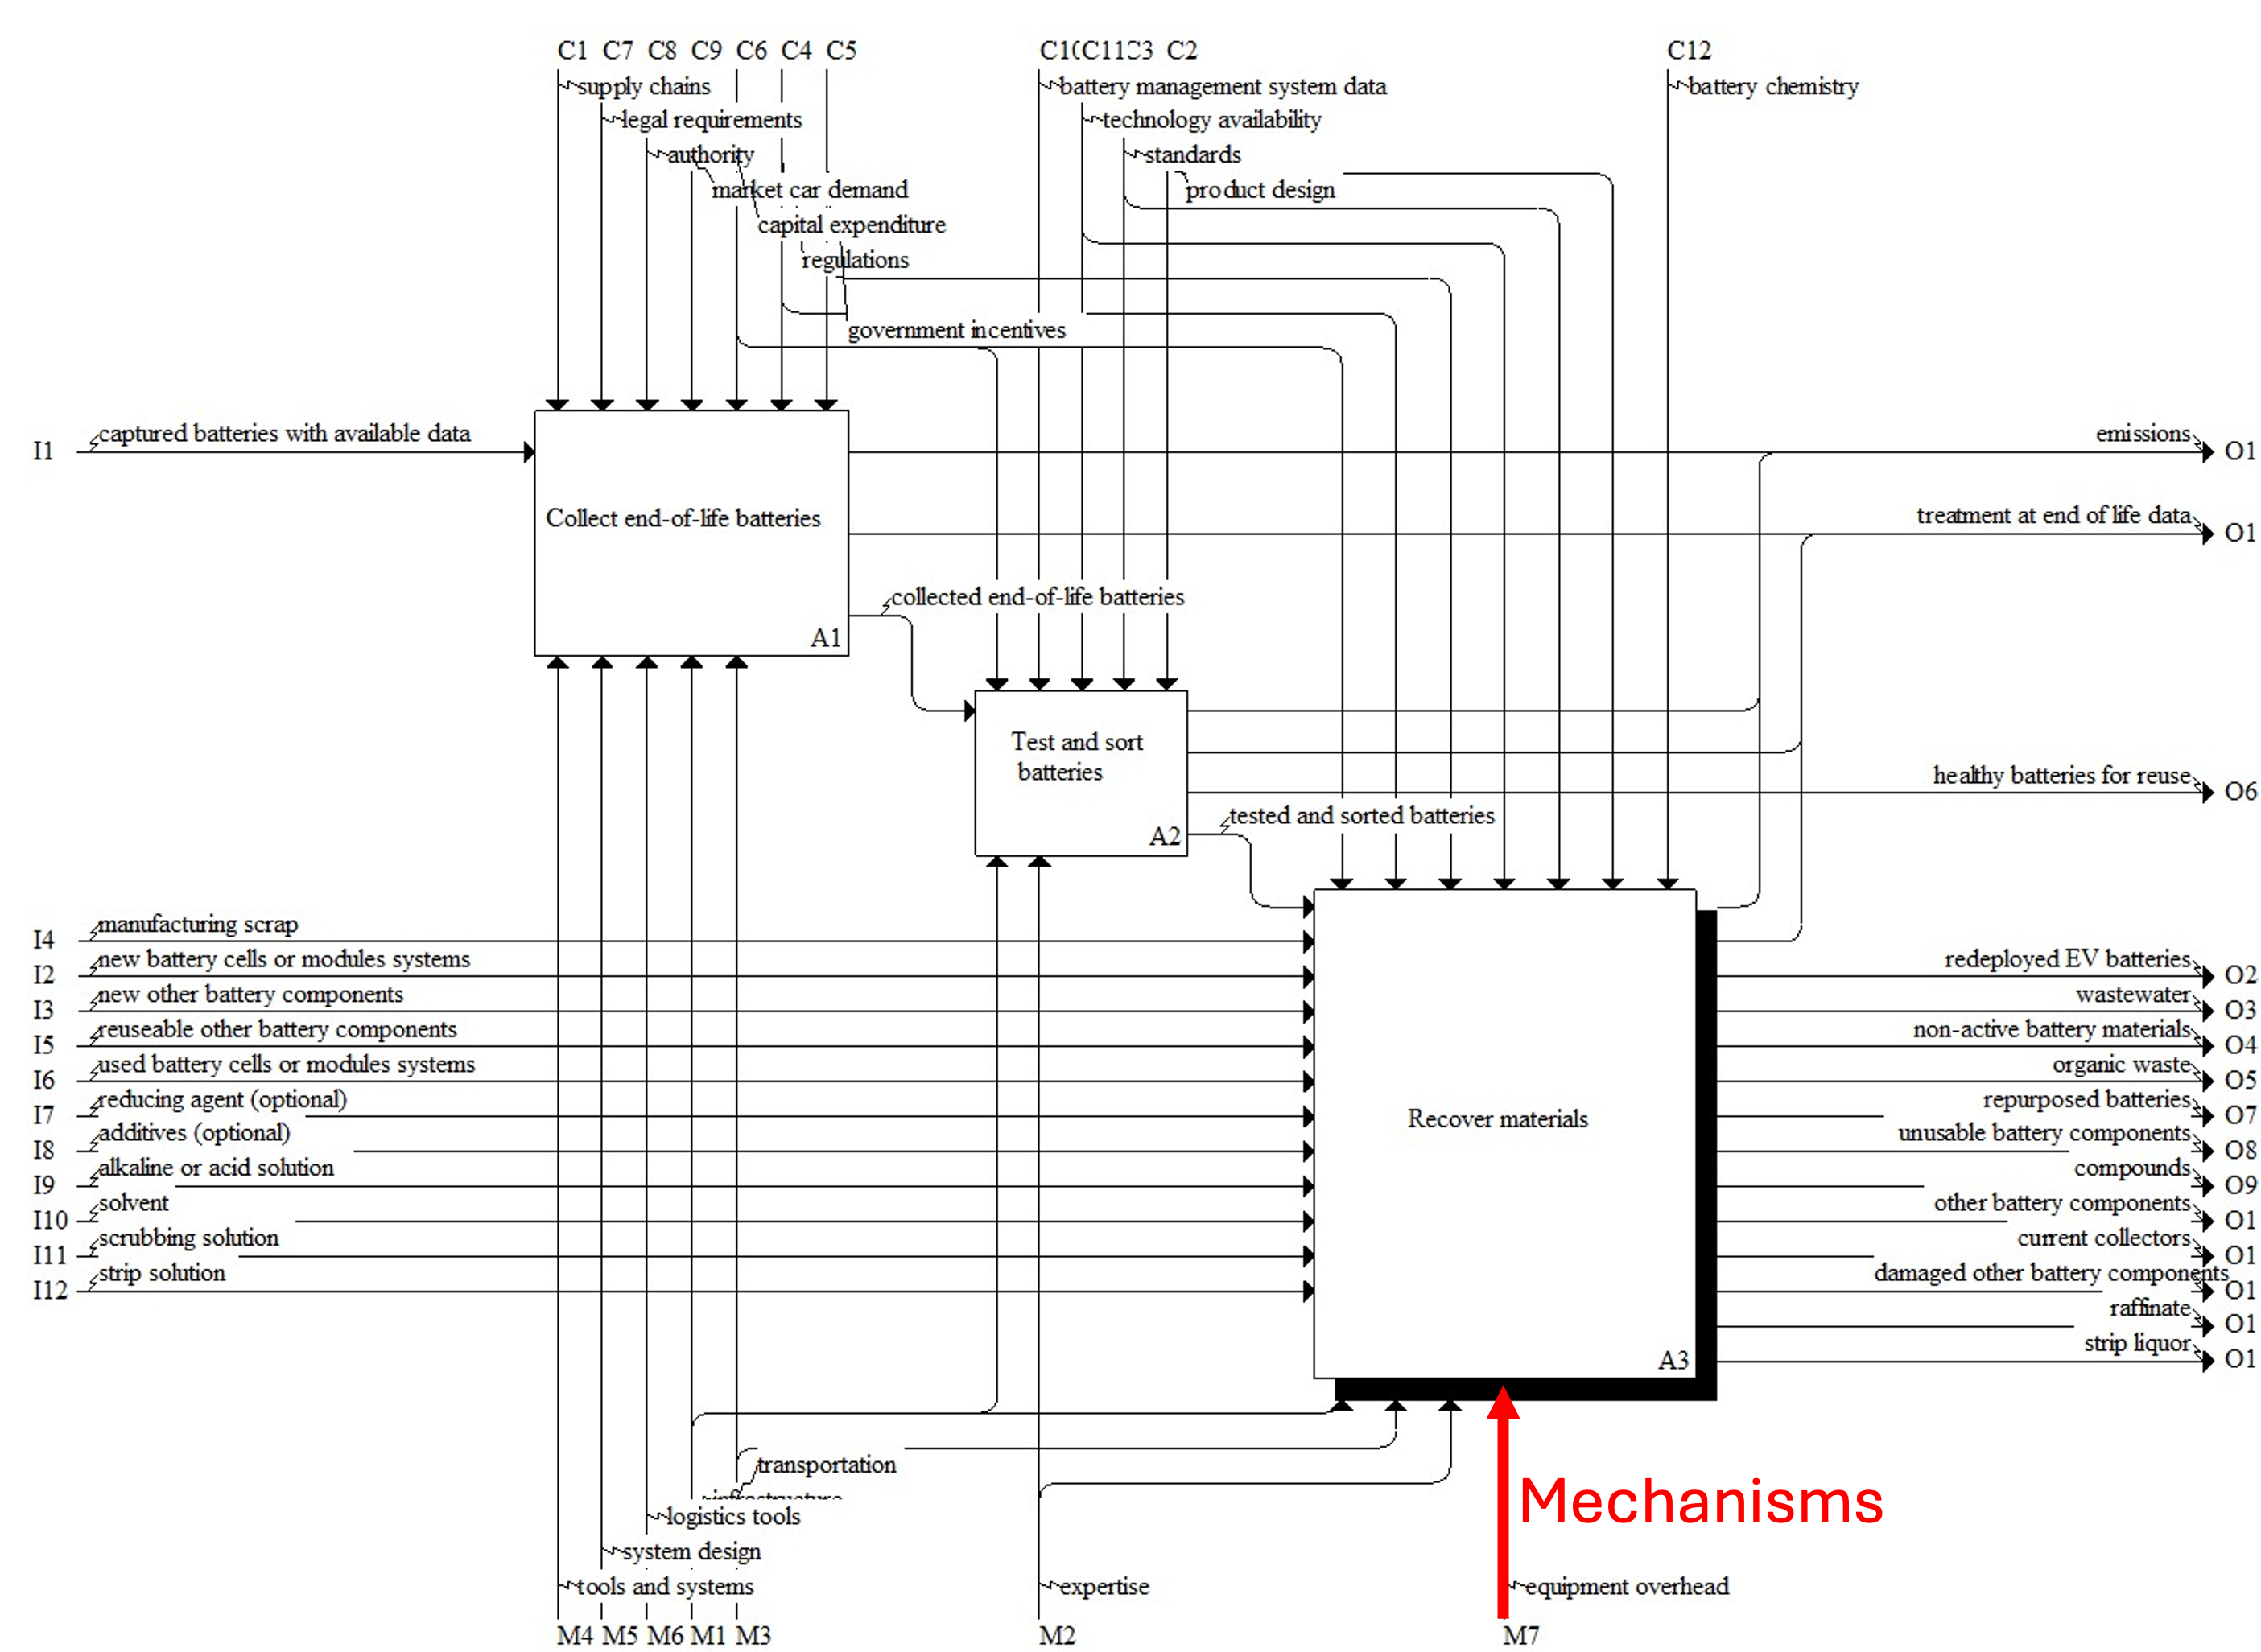 C1 C7 C8 C9 C6 C4 C5
C1(C11C3 C2
C12
supply chains
battery management system data
battery chemistry
legal requirements
technology availability
authority
standards
market car demand
product design
capital expenditure
regulations
government incentives
I1 captured batteries with available data
emissions O1
Collect end-of-life batteries
treatment at end of life data O1
collected end-of-life batteries
A1
Test and sort
batteries
healthy batteries for reuse O6
tested and sorted batteries
A2
I4 manufacturing scrap
I2 new battery cells or modules systems
I3 new other battery components
I5 reuseable other battery components
I6 used battery cells or modules systems
I7 reducing agent (optional)
I8 additives (optional)
I9 alkaline or acid solution
I10 solvent
I11 scrubbing solution
I12 strip solution
Recover materials
A3
redeployed EV batteries O2
wastewater O3
non-active battery materials O4
organic waste O5
repurposed batteries O7
unusable battery components O8
compounds O9
other battery components O1
current collectors O1
damaged other battery components O1
raffinate O1
strip liquor O1
transportation
infrastructure
logistics tools
system design
tools and systems
expertise
Mechanisms
equipment overhead
M4 M5 M6 M1 M3
M2
M7